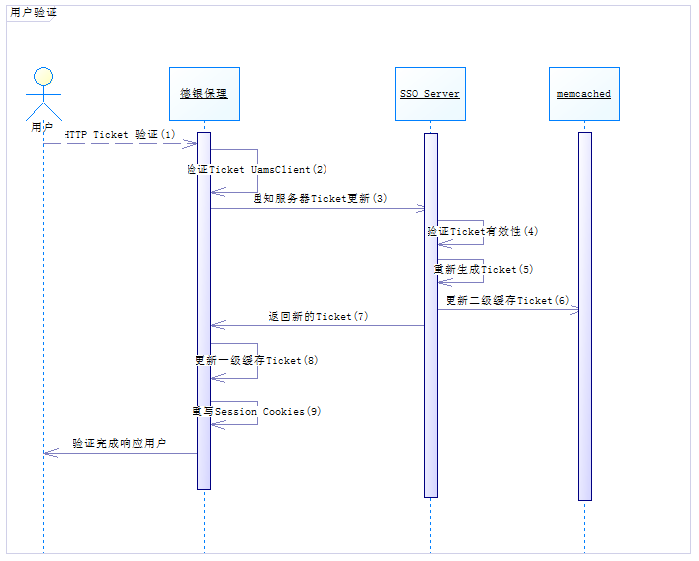 用户验证
银保理
SSO Server
memcached
用户
HTTP Ticket 验证(1)
验证Ticket UamsClient(2)
通知服务器Ticket更新(3)
验证Ticket有效性(4)
重新生成Ticket(5)
更新二级缓存Ticket(6)
返回新的Ticket(7)
更新一级缓存Ticket(8)
重写Session Cookies(9)
验证完成响应用户